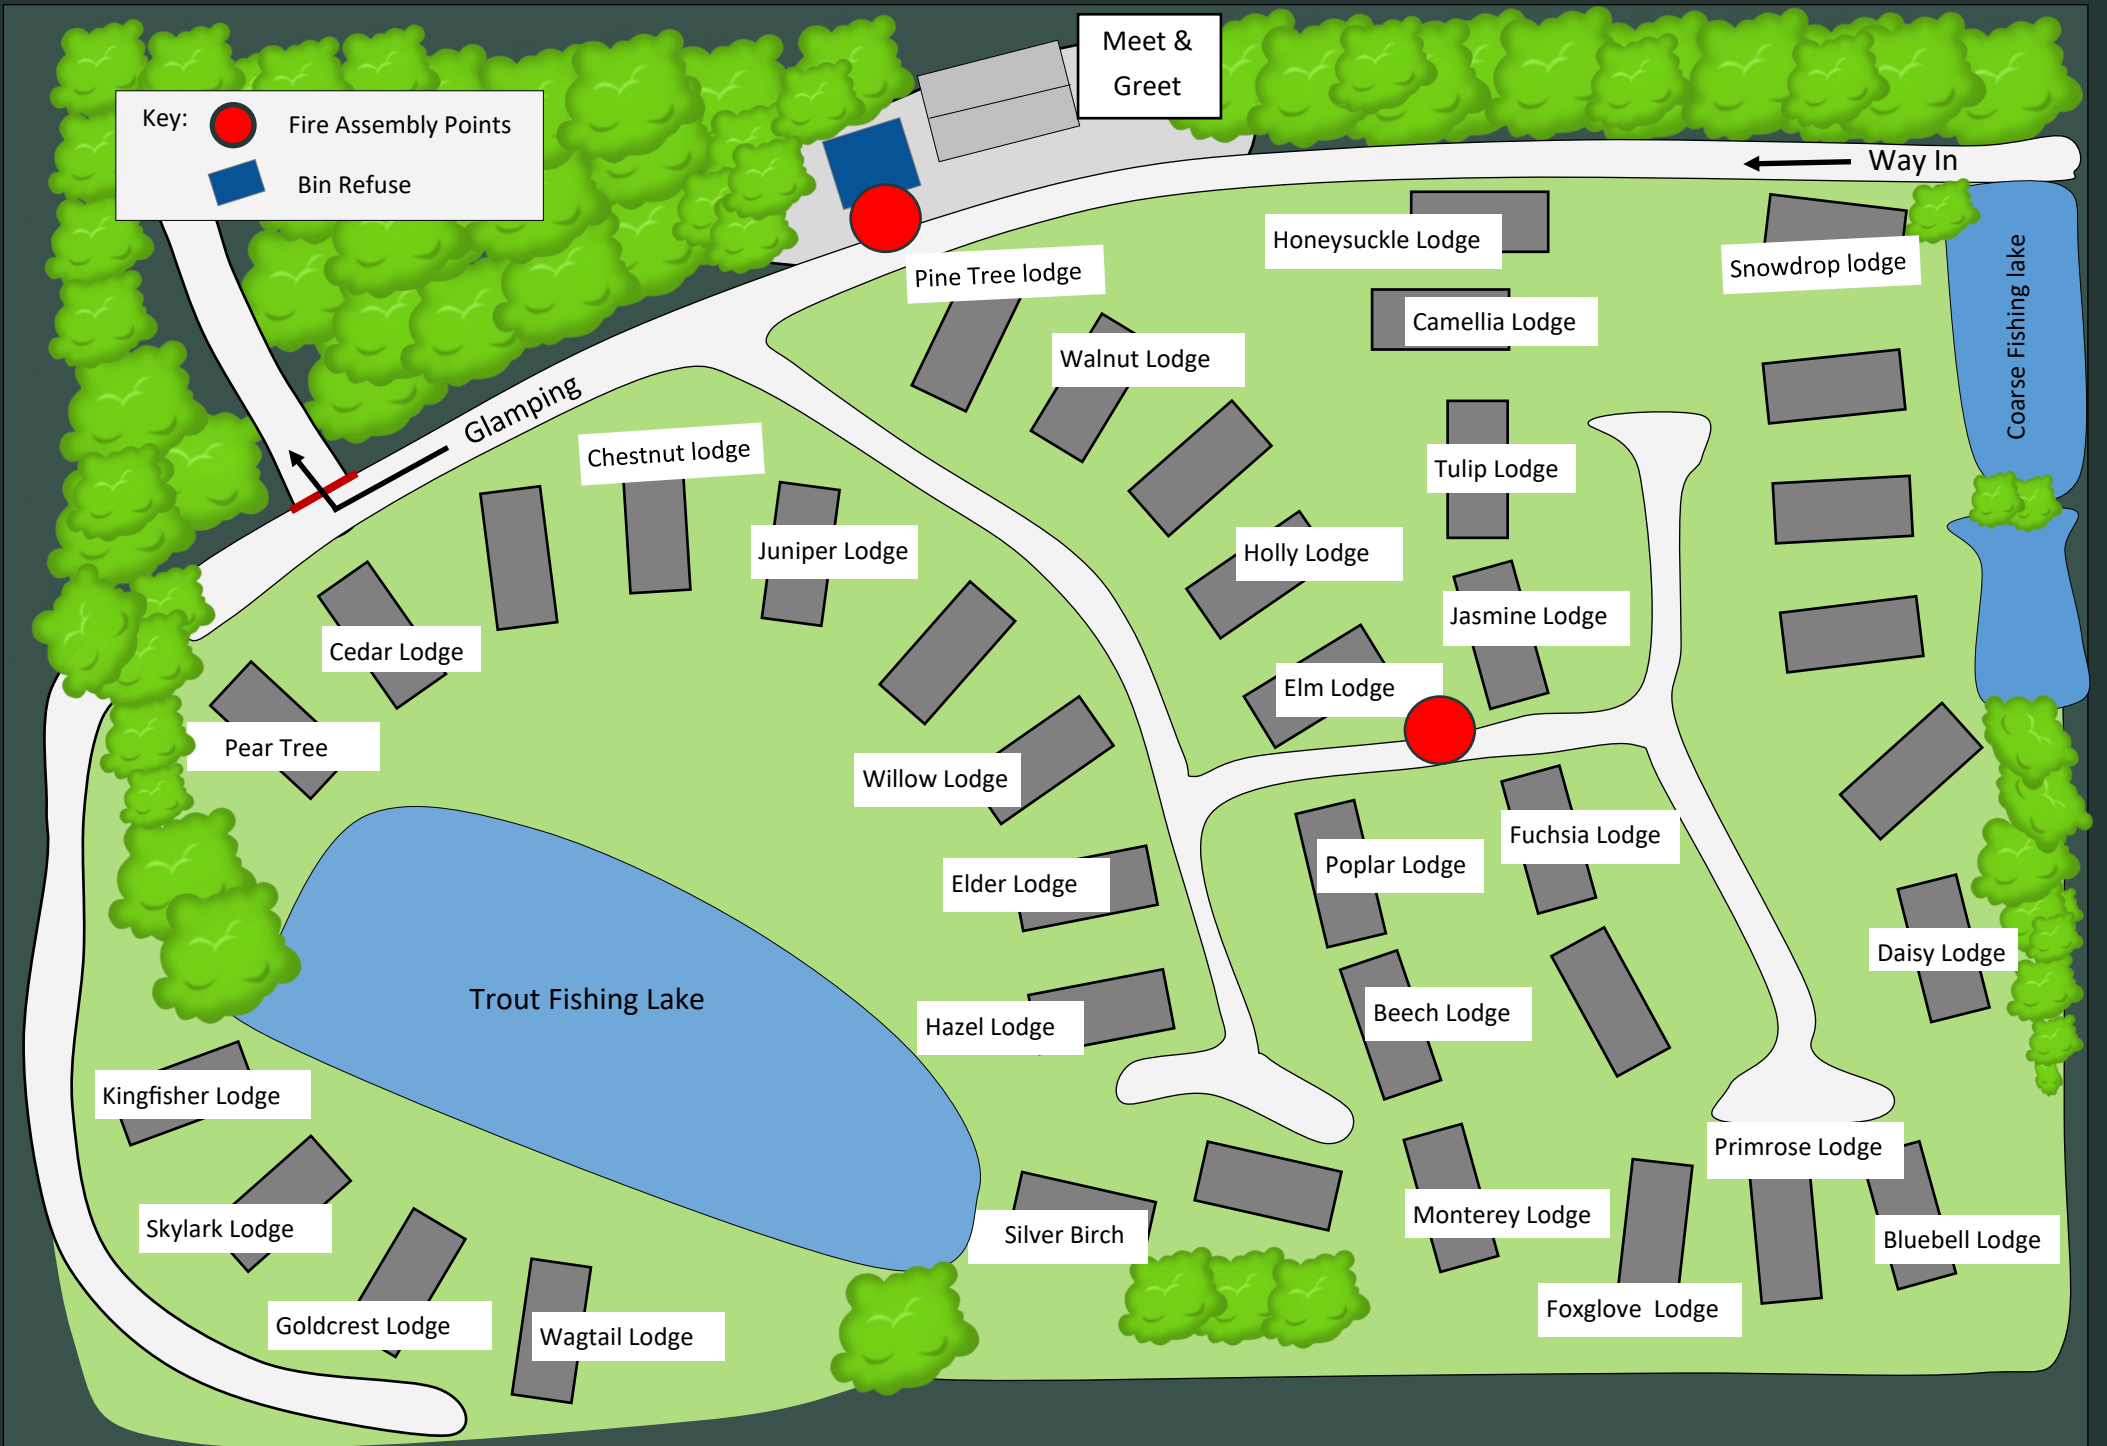 Meet &
Greet
Key:
Fire Assembly Points
Bin Refuse
Way In
Honeysuckle Lodge
Snowdrop lodge
Coarse Fishing lake
Pine Tree lodge
Camellia Lodge
Walnut Lodge
Glamping
Chestnut lodge
Tulip Lodge
Juniper Lodge
Holly Lodge
Jasmine Lodge
Cedar Lodge
Elm Lodge
Pear Tree
Willow Lodge
Fuchsia Lodge
Poplar Lodge
Elder Lodge
Daisy Lodge
Trout Fishing Lake
Beech Lodge
Hazel Lodge
Kingfisher Lodge
Primrose Lodge
Skylark Lodge
Silver Birch
Monterey Lodge
Bluebell Lodge
Foxglove  Lodge
Goldcrest Lodge
Wagtail Lodge